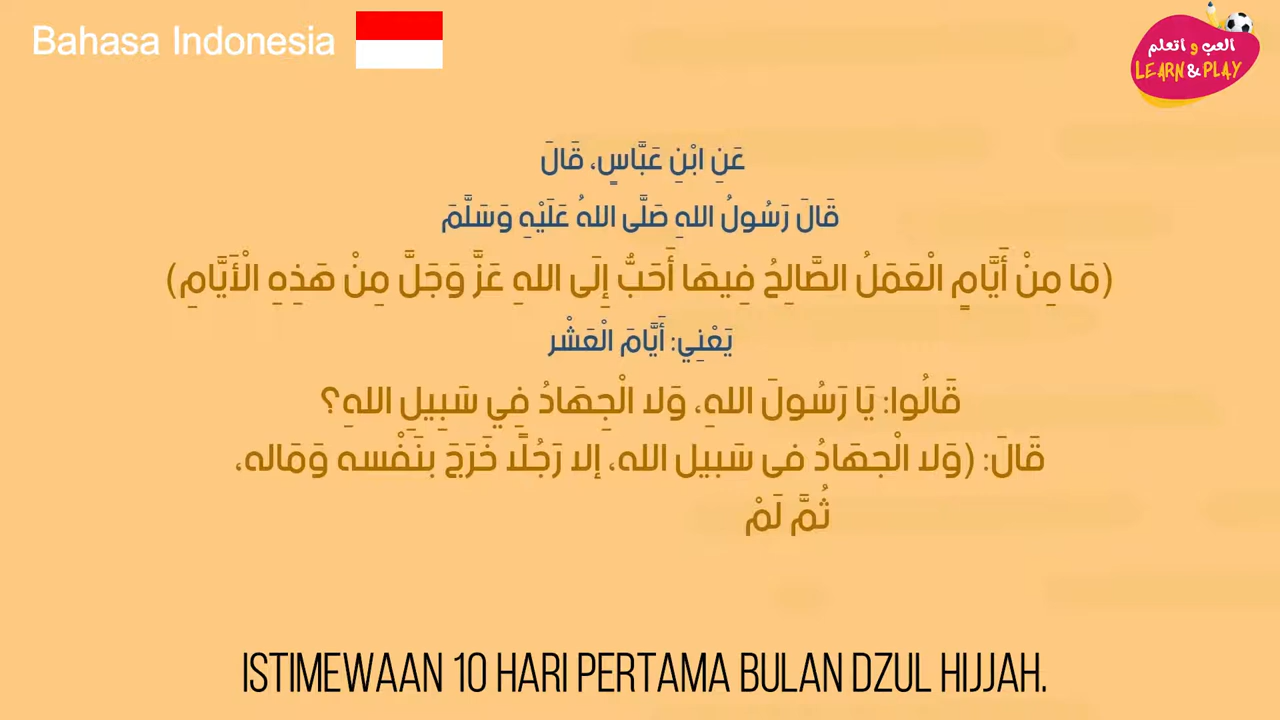 Bahasa Indonesia
العب و اتعلم
LEARN & PLAY
عَنِ ابْنِ عَبَّاسٍ، قَالَ
قَالَ رَسُولُ اللهِ صَلَّى اللهُ عَلَيْهِ وَسَلَّمَ
(مَا مِنْ أَيَّامٍ الْعَمَلُ الصَّالِحُ فِيهَا أَحَبُّ إِلَى اللهِ عَزَّ وَجَلَّ مِنْ هَذِهِ الْأَيَّامِ)
يَعْنِي: أَيَّامَ الْعَشْر
قَالُوا: يَا رَسُولَ اللهِ، وَلا الْجِهَادُ فِي سَبِيلِ اللهِ؟
قَالَ: (وَلا الْجهَادُ فى سَبيل الله، إلا رَجُلًا خَرَجَ بنَفْسه وَمَاله،
ثُمَّ لَمْ
ISTIMEWAAN 10 HARI PERTAMA BULAN DZUL HIJJAH.